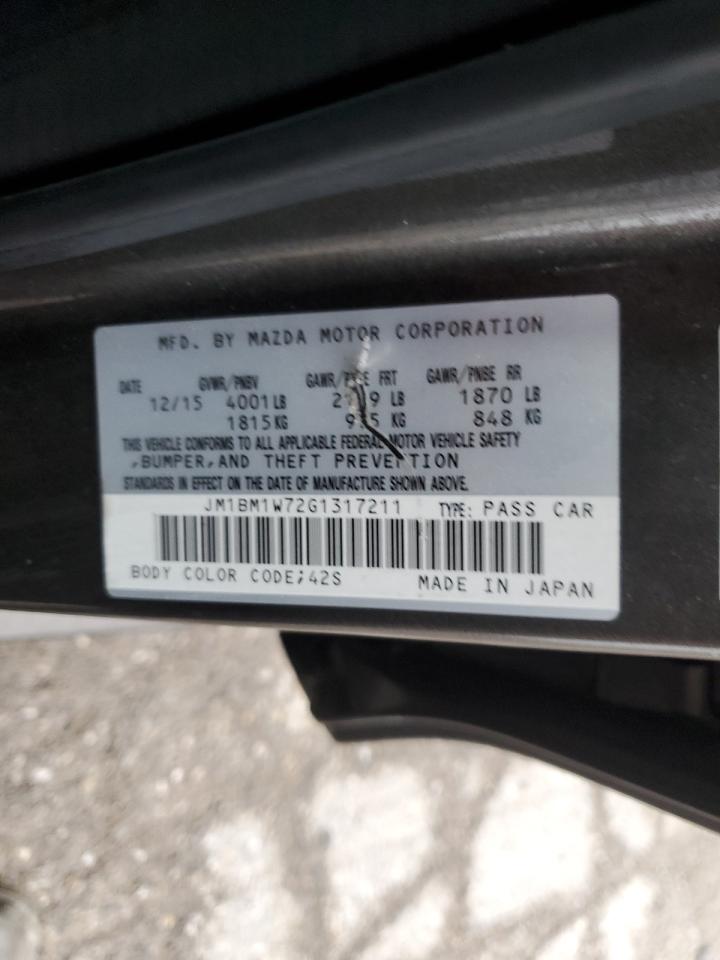 MFD. BY MAZDA MOTOR CORPORATION
DATE GVWR/PNBV GAWR/PNBE FRT GAWR/PNBE RR
12/15 4001LB LB 1870 LB
1815KG KG 848 KG
THIS VEHICLE CONFORMS TO ALL APPLICABLE FEDERAL MOTOR VEHICLE SAFETY
,BUMPER,AND THEFT PREVENTION
STANDARDS IN EFFECT ON THE DATE OF MANUFACTURE SHOWN ABOVE.
JM1BM1W72G1317211 TYPE: PASS CAR
BODY COLOR CODE;42S MADE IN JAPAN